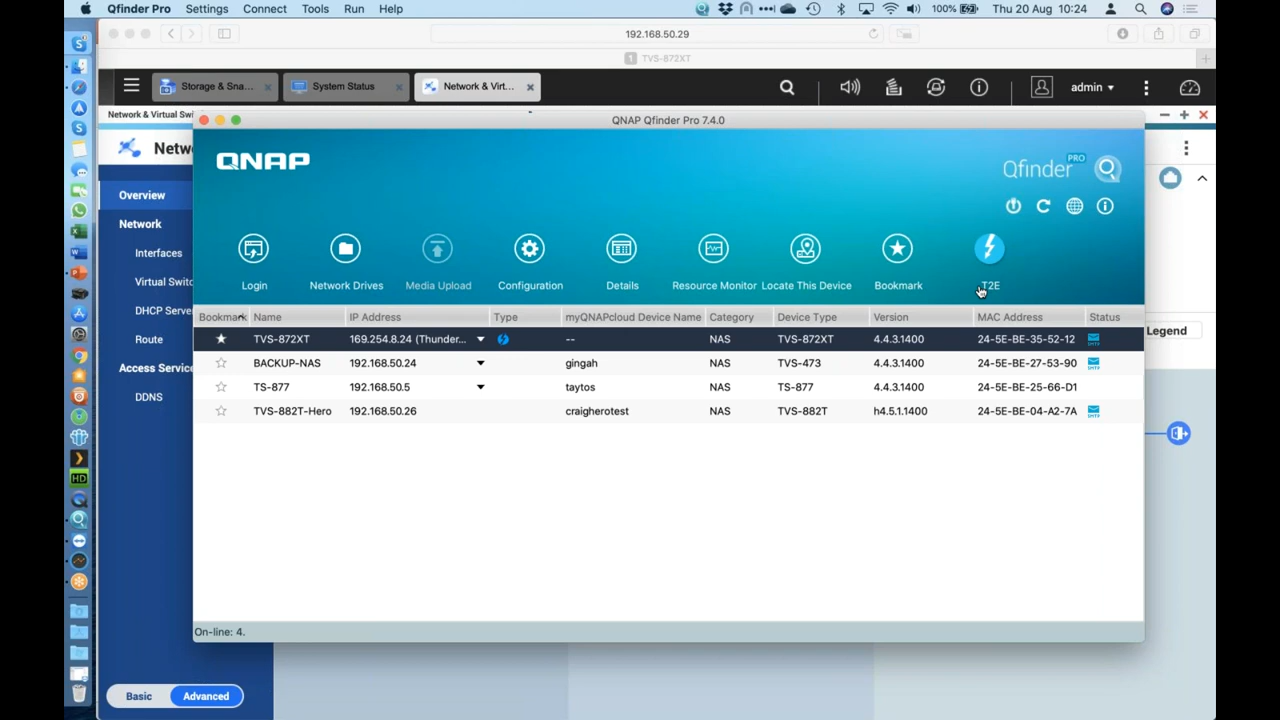 Qfinder Pro Settings Connect Tools Run Help 100% Thu 20 Aug 10:24
192.168.50.29
1 TVS-872XT
Storage & Sna... × System Status × Network & Virt... × admin
Network & Virtual Swi
QNAP Qfinder Pro 7.4.0
Netw
QNAP
Qfinder PRO
Overview
Network
Interfaces
Virtual Switc
DHCP Serve
Route
Access Service
DDNS
Login Network Drives Media Upload Configuration Details Resource Monitor Locate This Device Bookmark T2E
Bookmark Name IP Address Type myQNAPcloud Device Name Category Device Type Version MAC Address Status
TVS-872XT 169.254.8.24 (Thunder... -- NAS TVS-872XT 4.4.3.1400 24-5E-BE-35-52-12 SMTP
BACKUP-NAS 192.168.50.24 gingah NAS TVS-473 4.4.3.1400 24-5E-BE-27-53-90 SMTP
TS-877 192.168.50.5 taytos NAS TS-877 4.4.3.1400 24-5E-BE-25-66-D1
TVS-882T-Hero 192.168.50.26 craigherotest NAS TVS-882T h4.5.1.1400 24-5E-BE-04-A2-7A SMTP
Legend
HD
On-line: 4.
Basic Advanced